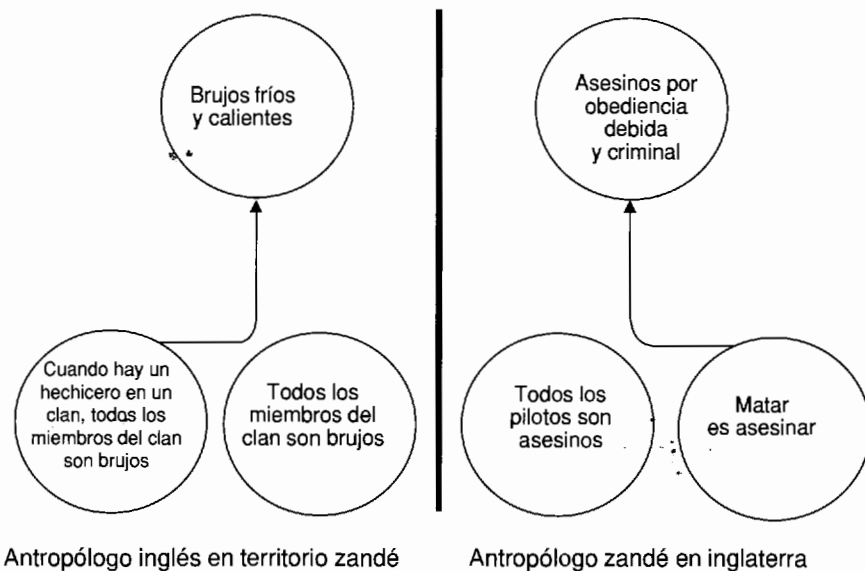 Brujos fríos
y calientes
Cuando hay un
hechicero en un
clan, todos los
miembros del clan
son brujos
Todos los
miembros del
clan son brujos
Antropólogo inglés en territorio zandé
Asesinos por
obediencia
debida
y criminal
Todos los
pilotos son
asesinos
Matar
es asesinar
Antropólogo zandé en inglaterra